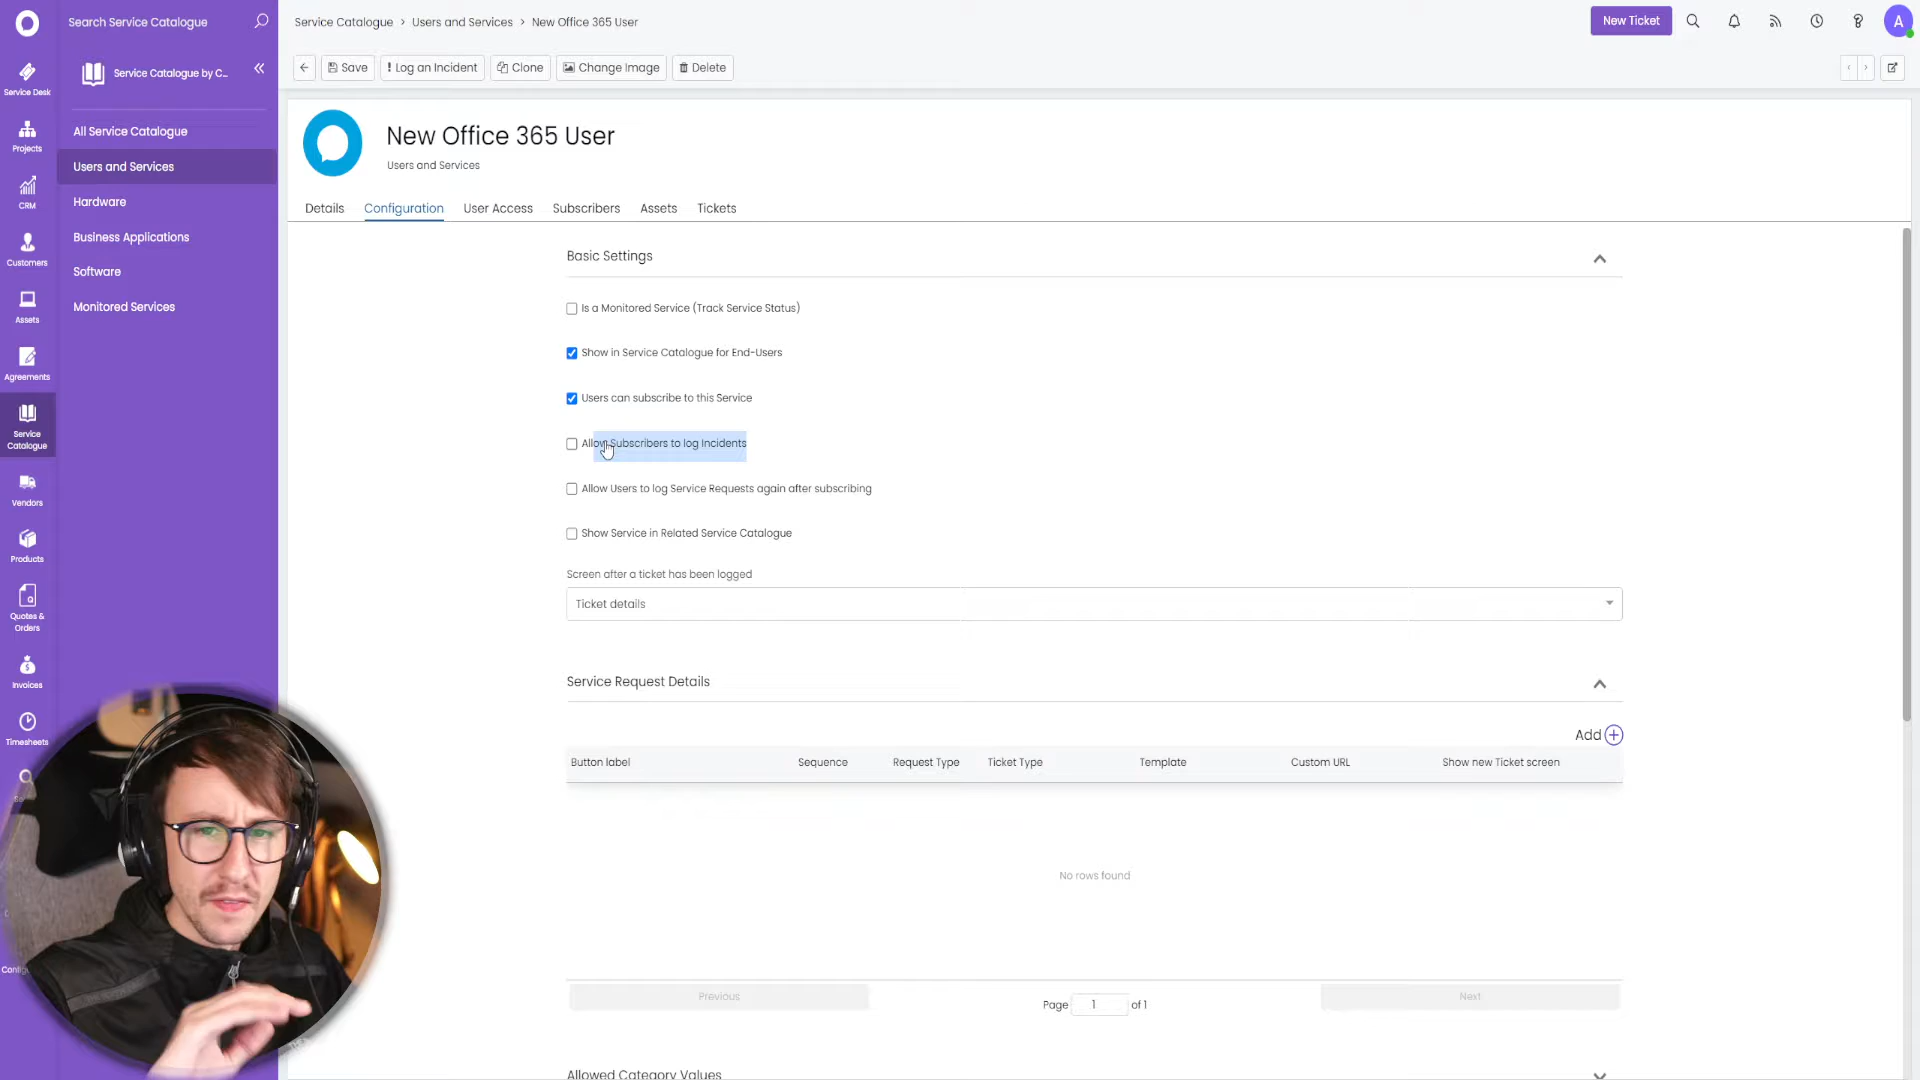 Search Service Catalogue
Service Catalogue > Users and Services > New Office 365 User
New Ticket
?
A
Service Desk
Projects
CRM
Customers
Assets
Agreements
Service
Catalogue
Vendors
Products
Quotes &
Orders
Invoices
Timesheets
Service Catalogue by C...
All Service Catalogue
Users and Services
Hardware
Business Applications
Software
Monitored Services
Save
! Log an Incident
Clone
Change Image
Delete
New Office 365 User
Users and Services
Details
Configuration
User Access
Subscribers
Assets
Tickets
Basic Settings
Is a Monitored Service (Track Service Status)
Show in Service Catalogue for End-Users
Users can subscribe to this Service
Allow Subscribers to log Incidents
Allow Users to log Service Requests again after subscribing
Show Service in Related Service Catalogue
Screen after a ticket has been logged
Ticket details
Service Request Details
Add
Button label Sequence Request Type Ticket Type Template Custom URL Show new Ticket screen
No rows found
Previous
Page 1 of 1
Next
Allowed Category Values